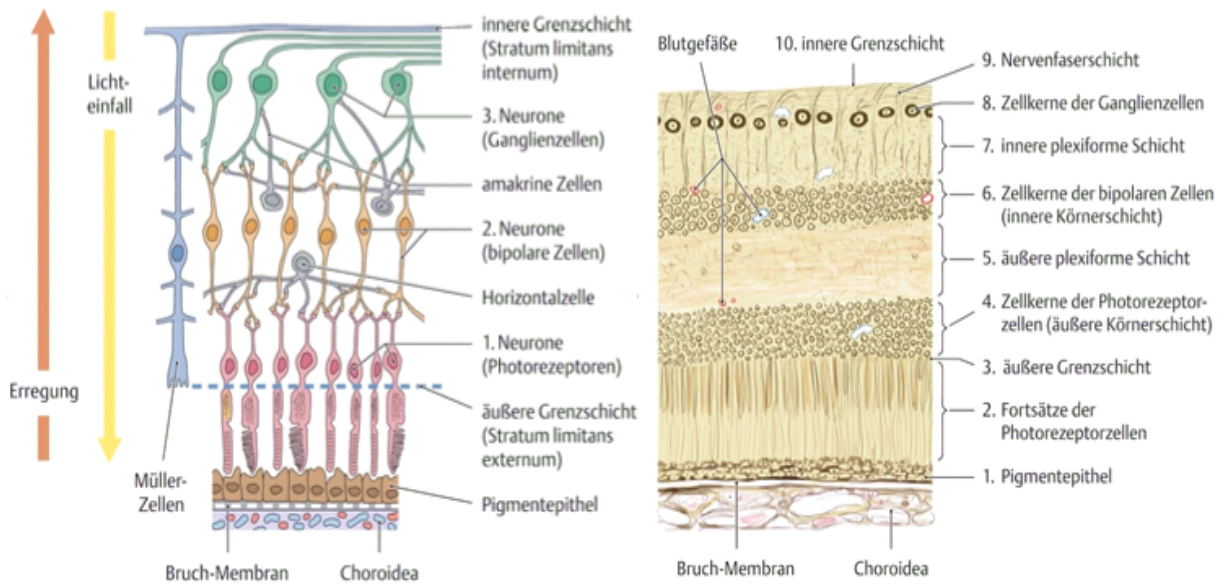 Erregung
Licht-
einfall
Müller-
Zellen
innere Grenzschicht
(Stratum limitans
internum)
3. Neurone
(Ganglienzellen)
amakrine Zellen
2. Neurone
(bipolare Zellen)
Horizontalzelle
1. Neurone
(Photorezeptoren)
äußere Grenzschicht
(Stratum limitans
externum)
Pigmentepithel
Bruch-Membran
Choroidea
Blutgefäße
10. innere Grenzschicht
9. Nervenfaserschicht
8. Zellkerne der Ganglienzellen
7. innere plexiforme Schicht
6. Zellkerne der bipolaren Zellen
(innere Körnerschicht)
5. äußere plexiforme Schicht
4. Zellkerne der Photorezeptor-
zellen (äußere Körnerschicht)
3. äußere Grenzschicht
2. Fortsätze der
Photorezeptorzellen
1. Pigmentepithel
Bruch-Membran
Choroidea